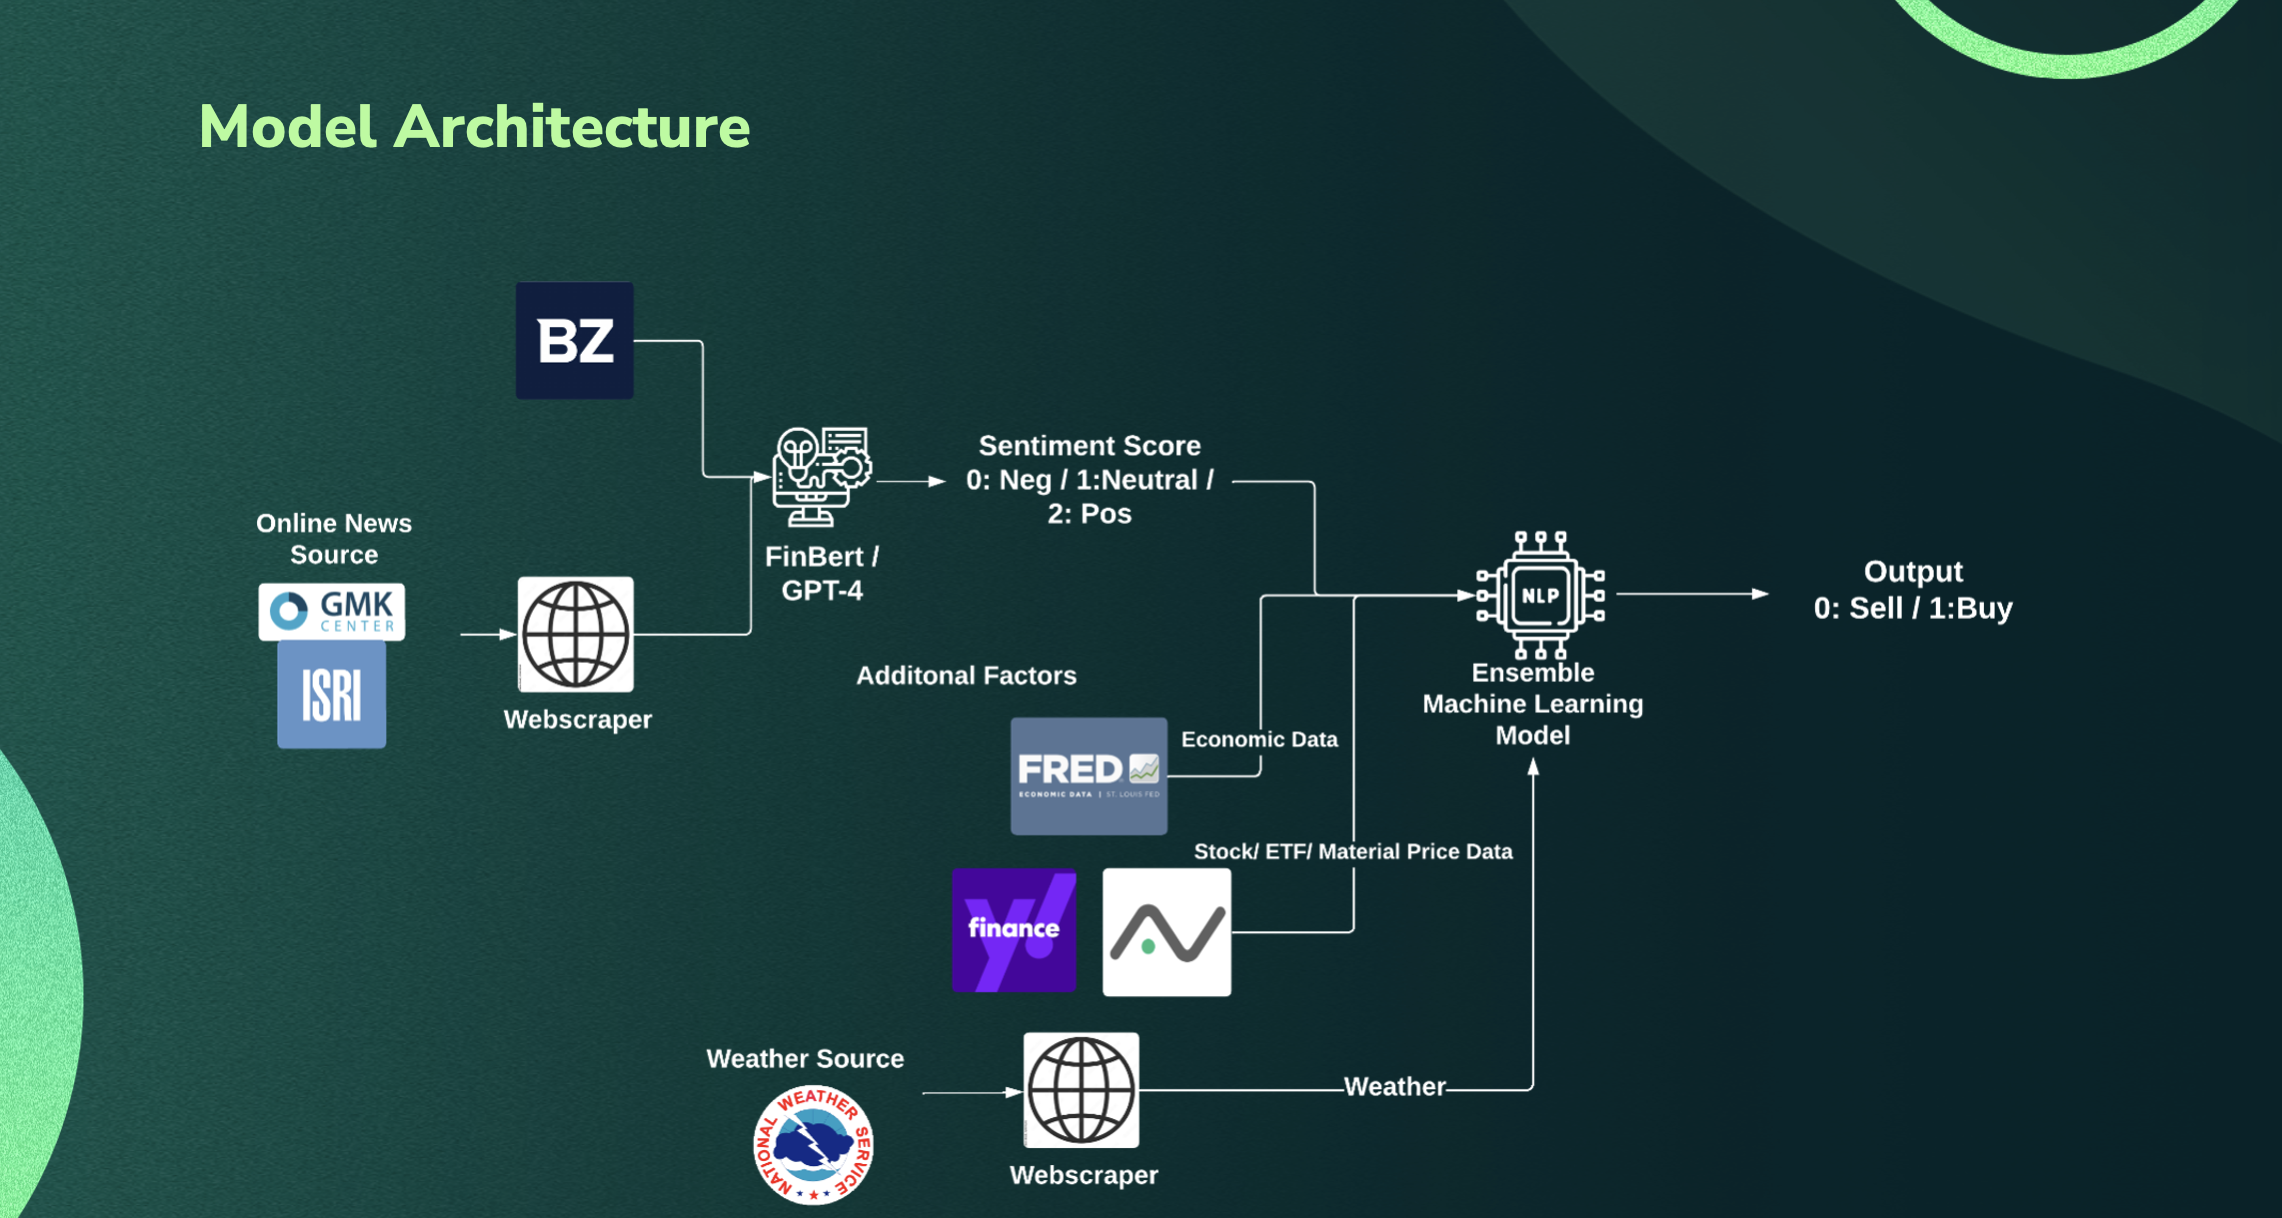 Model Architecture
BZ
Online News
Source
GMK
CENTER
ISRI
Webscraper
FinBert /
GPT-4
Sentiment Score
0: Neg / 1:Neutral /
2: Pos
Additonal Factors
FRED
ECONOMIC DATA | ST. LOUIS FED
Economic Data
Stock/ ETF/ Material Price Data
y!
finance
Weather Source
NATIONAL WEATHER SERVICE
Webscraper
Weather
NLP
Ensemble
Machine Learning
Model
Output
0: Sell / 1:Buy